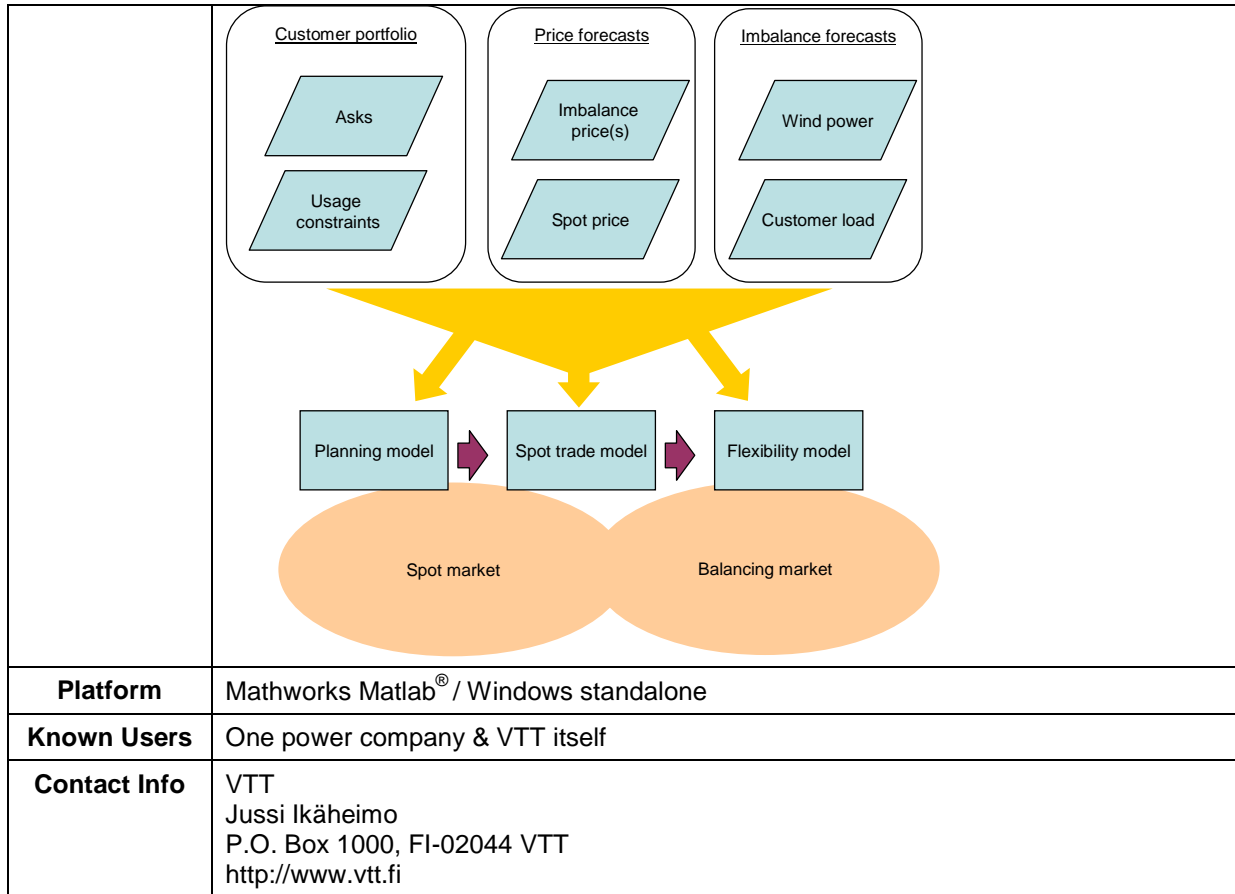 Customer portfolio
Price forecasts
Imbalance forecasts
Asks
Imbalance
price(s)
Wind power
Usage
constraints
Spot price
Customer load
Planning model
Spot trade model
Flexibility model
Spot market
Balancing market
Platform
Mathworks Matlab® / Windows standalone
Known Users
One power company & VTT itself
Contact Info
VTT
Jussi Ikäheimo
P.O. Box 1000, FI-02044 VTT
http://www.vtt.fi